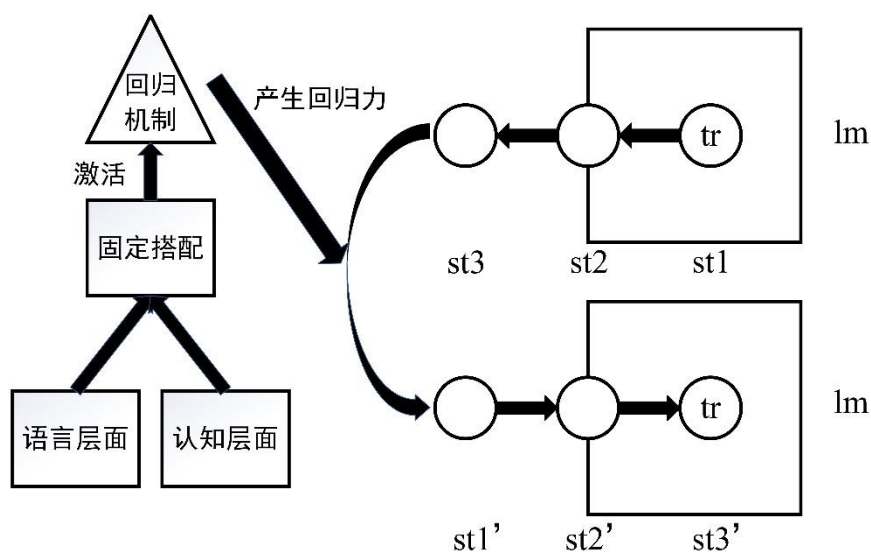 回归
机制
产生回归力
激活
固定搭配
语言层面
认知层面
tr
lm
st3
st2
st1
tr
lm
st1’
st2’
st3’